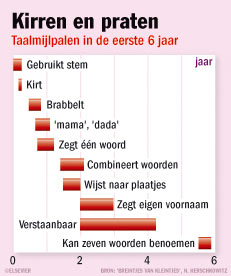 Kirren en praten
Taalmijlpalen in de eerste 6 jaar
jaar
Gebruikt stem
Kirt
Brabbelt
'mama', 'dada'
Zegt één woord
Combineert woorden
Wijst naar plaatjes
Zegt eigen voornaam
Verstaanbaar
Kan zeven woorden benoemen
0 2 4 6
©ELSEVIER BRON: 'BREINTJES VAN KLEINTJES', N. HERSCHKOWITZ